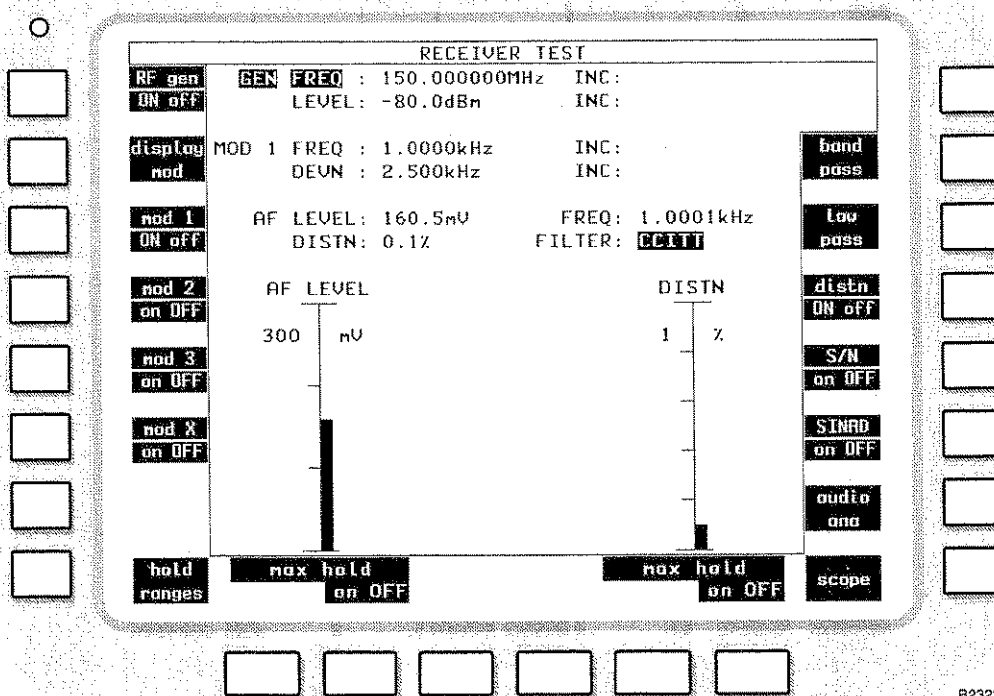 RECEIVER TEST
RF gen
ON off
GEN FREQ : 150.000000MHz INC:
LEVEL: -80.0dBm INC:
display
mod
MOD 1 FREQ : 1.0000kHz INC:
DEVN : 2.500kHz INC:
band
pass
mod 1
ON off
AF LEVEL: 160.5mV FREQ: 1.0001kHz
DISTN: 0.1% FILTER: CCITT
low
pass
mod 2
on OFF
AF LEVEL
DISTN
distn
ON off
300 mV
1 %
mod 3
on OFF
S/N
on OFF
mod X
on OFF
SINAD
on OFF
audio
ana
hold
ranges
max hold
on OFF
max hold
on OFF
scope